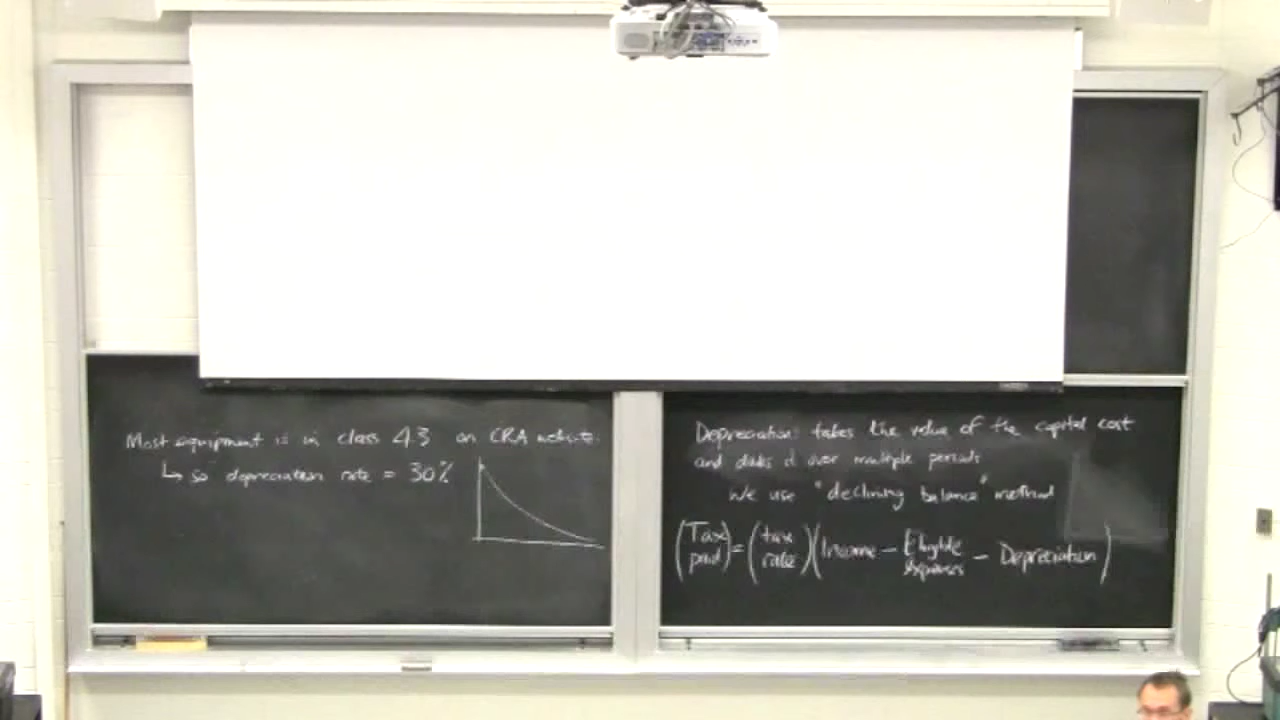 Most equipment is in class 43 on CRA website.
↳ so depreciation rate = 30%
Depreciation: takes the value of the capital cost
and divides it over multiple periods
We use "declining balance" method
(Tax paid) = (tax rate)(Income - Eligible expenses - Depreciation)